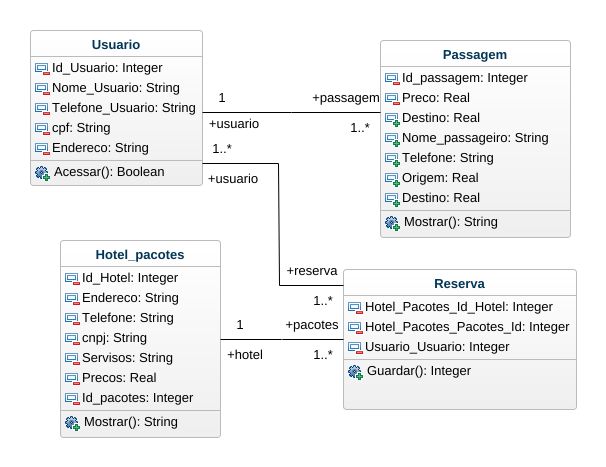 Usuario
Id_Usuario: Integer
Nome_Usuario: String
Telefone_Usuario: String
cpf: String
Endereco: String
Acessar(): Boolean
1
+usuario
1..*
+usuario
+passagem
1..*
Passagem
Id_passagem: Integer
Preco: Real
Destino: Real
Nome_passageiro: String
Telefone: String
Origem: Real
Destino: Real
Mostrar(): String
Hotel_pacotes
Id_Hotel: Integer
Endereco: String
Telefone: String
cnpj: String
Servisos: String
Precos: Real
Id_pacotes: Integer
Mostrar(): String
1
+hotel
+reserva
1..*
+pacotes
1..*
Reserva
Hotel_Pacotes_Id_Hotel: Integer
Hotel_Pacotes_Pacotes_Id: Integer
Usuario_Usuario: Integer
Guardar(): Integer